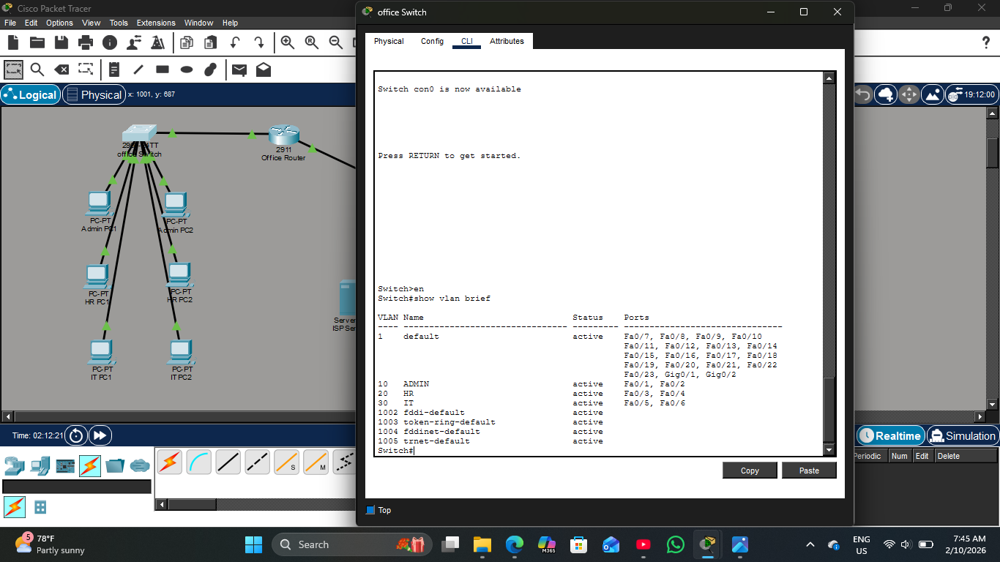 Cisco Packet Tracer
File Edit Options View Tools Extensions Window Help
?
Logical Physical x: 1001, y: 687
19:12:00
office Switch
2911
Office Router
PC-PT
Admin PC1
PC-PT
Admin PC2
PC-PT
HR PC1
PC-PT
HR PC2
Server
PC-PT
IT PC1
PC-PT
IT PC2
Time: 02:12:21
Realtime Simulation
Periodic Num Edit Delete
S M
office Switch
Physical Config CLI Attributes
Switch con0 is now available
Press RETURN to get started.
Switch>en
Switch#show vlan brief
VLAN Name Status Ports
---- -------------------------------- --------- -------------------------------
1 default active Fa0/7, Fa0/8, Fa0/9, Fa0/10
Fa0/11, Fa0/12, Fa0/13, Fa0/14
Fa0/15, Fa0/16, Fa0/17, Fa0/18
Fa0/19, Fa0/20, Fa0/21, Fa0/22
Fa0/23, Gig0/1, Gig0/2
10 ADMIN active Fa0/1, Fa0/2
20 HR active Fa0/3, Fa0/4
30 IT active Fa0/5, Fa0/6
1002 fddi-default active
1003 token-ring-default active
1004 fddinet-default active
1005 trnet-default active
Switch#
Copy Paste
Top
5
78°F
Partly sunny
Search
M365
ENG
US
7:45 AM
2/10/2026